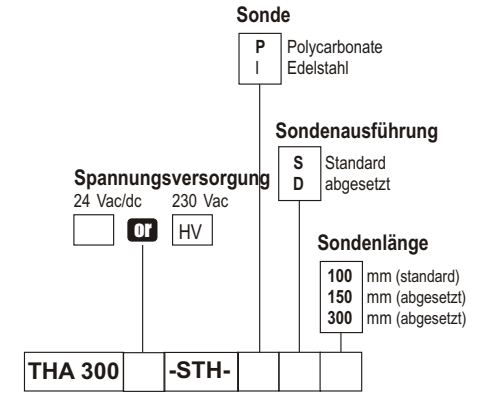 Sonde
P Polycarbonate
I Edelstahl
Sondenausführung
S Standard
D abgesetzt
Spannungsversorgung
24 Vac/dc 230 Vac
or HV
Sondenlänge
100 mm (standard)
150 mm (abgesetzt)
300 mm (abgesetzt)
THA 300 -STH-